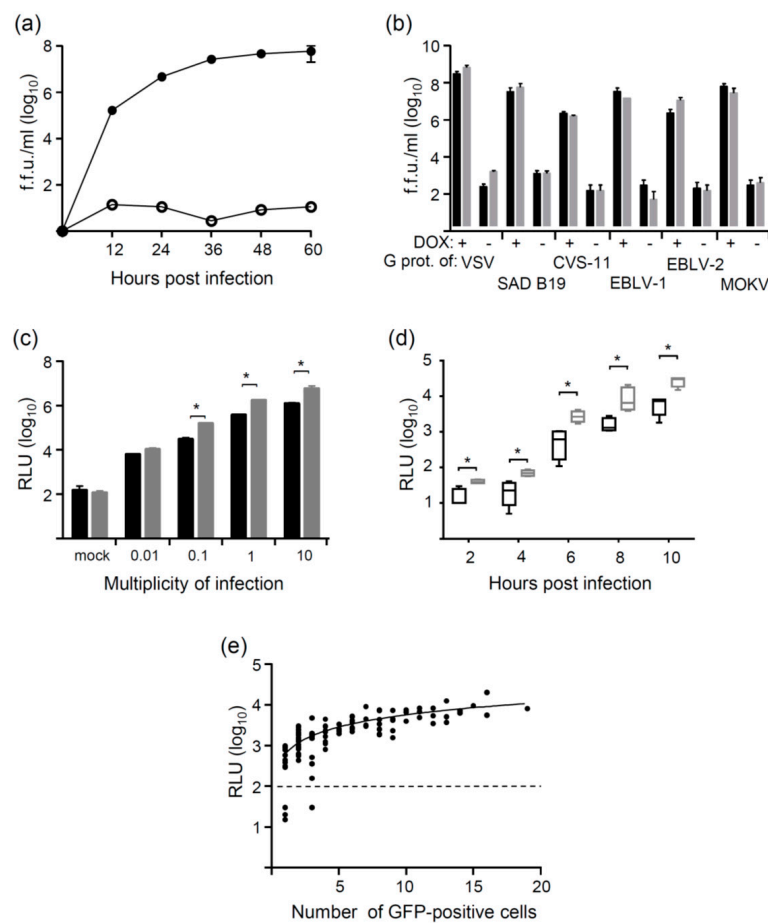 (a)
8
6
4
2
f.f.u./ml (log10)
12 24 36 48 60
Hours post infection
(b)
10
8
6
4
2
f.f.u./ml (log10)
DOX: + - + - + - + - + - + -
G prot. of: VSV CVS-11 EBLV-2
SAD B19 EBLV-1 MOKV
(c)
8
6
4
2
RLU (log10)
* * *
mock 0.01 0.1 1 10
Multiplicity of infection
(d)
5
4
3
2
1
RLU (log10)
* * * * *
2 4 6 8 10
Hours post infection
(e)
5
4
3
2
1
RLU (log10)
5 10 15 20
Number of GFP-positive cells